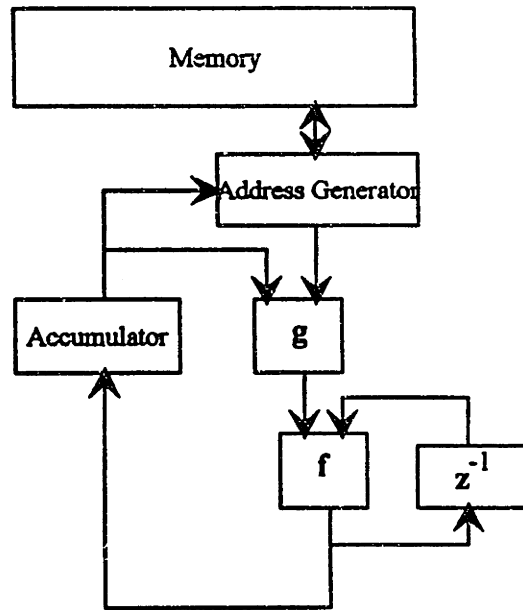 Memory
Address Generator
Accumulator
g
f
z⁻¹